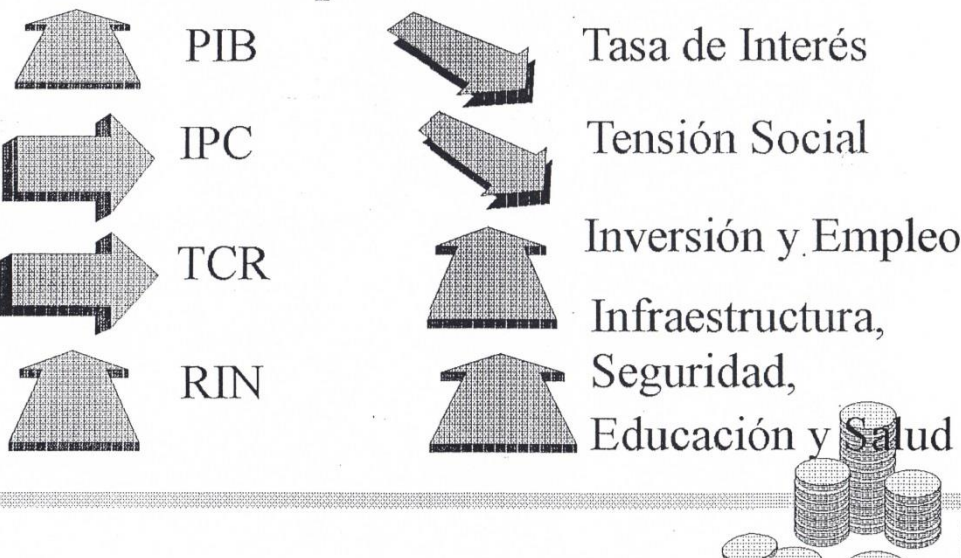 PIB
IPC
TCR
RIN
Tasa de Interés
Tensión Social
Inversión y Empleo
Infraestructura,
Seguridad,
Educación y Salud